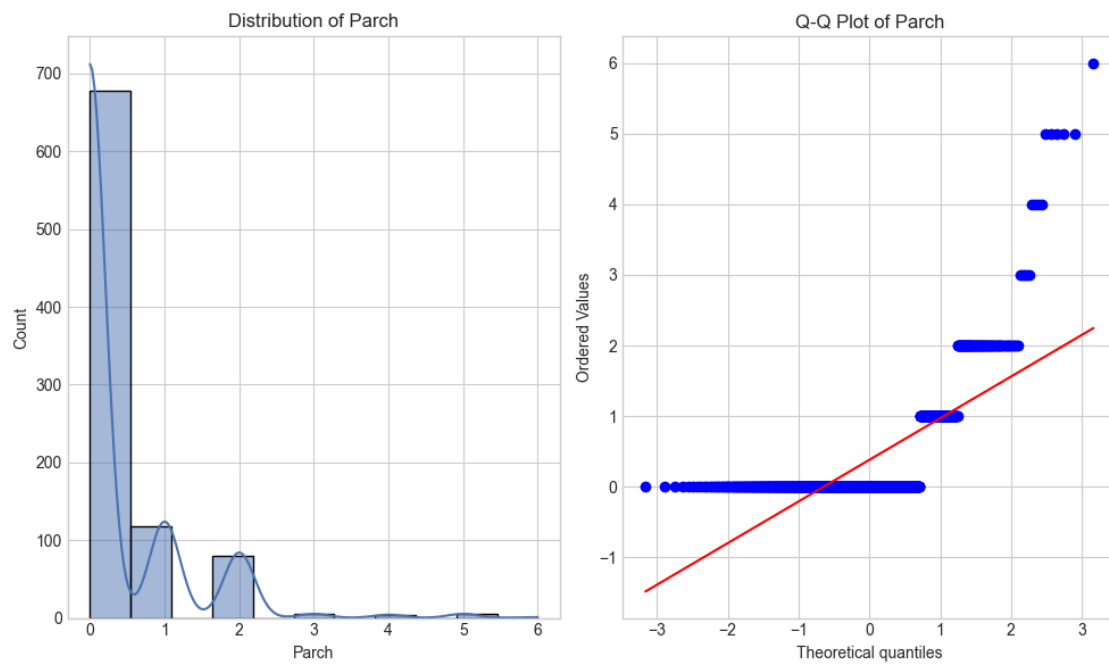 Distribution of Parch
700
600
500
400
300
200
100
0
Count
0 1 2 3 4 5 6
Parch
Q-Q Plot of Parch
6
5
4
3
2
1
0
−1
Ordered Values
−3 −2 −1 0 1 2 3
Theoretical quantiles